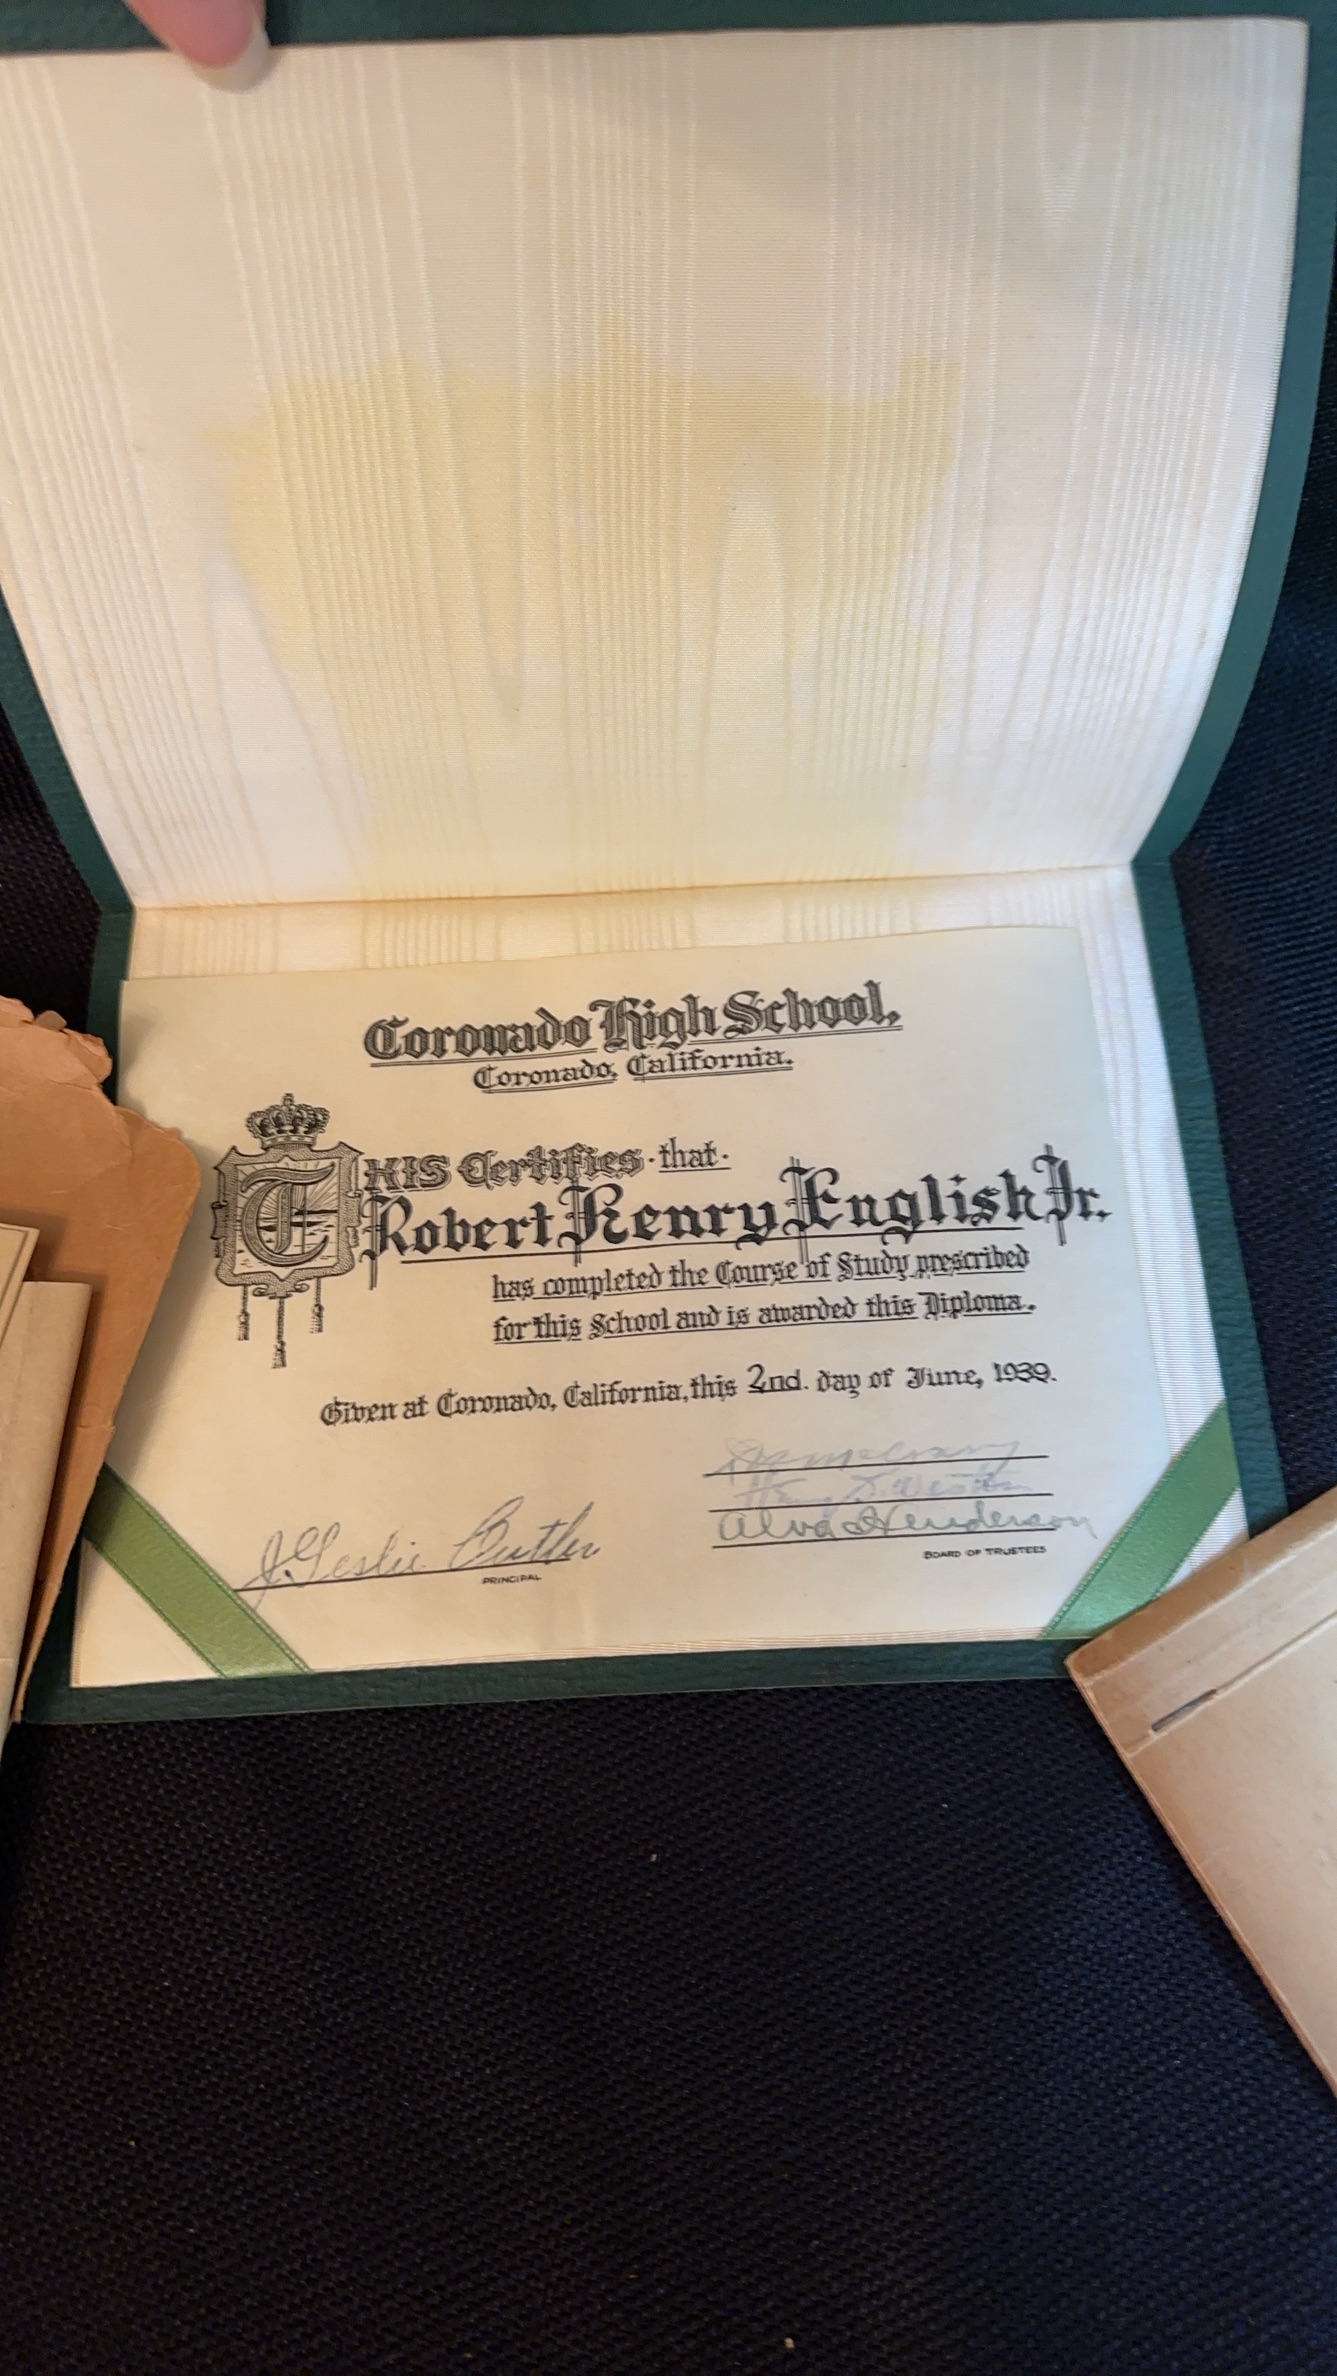 Coronado High School,
Coronado, California.
THIS Certifies · that ·
Robert Henry English Jr.
has completed the Course of Study prescribed
for this School and is awarded this Diploma.
Given at Coronado, California, this 2nd. day of June, 1939.
J. Leslie Butler
PRINCIPAL
Alva Henderson
BOARD OF TRUSTEES